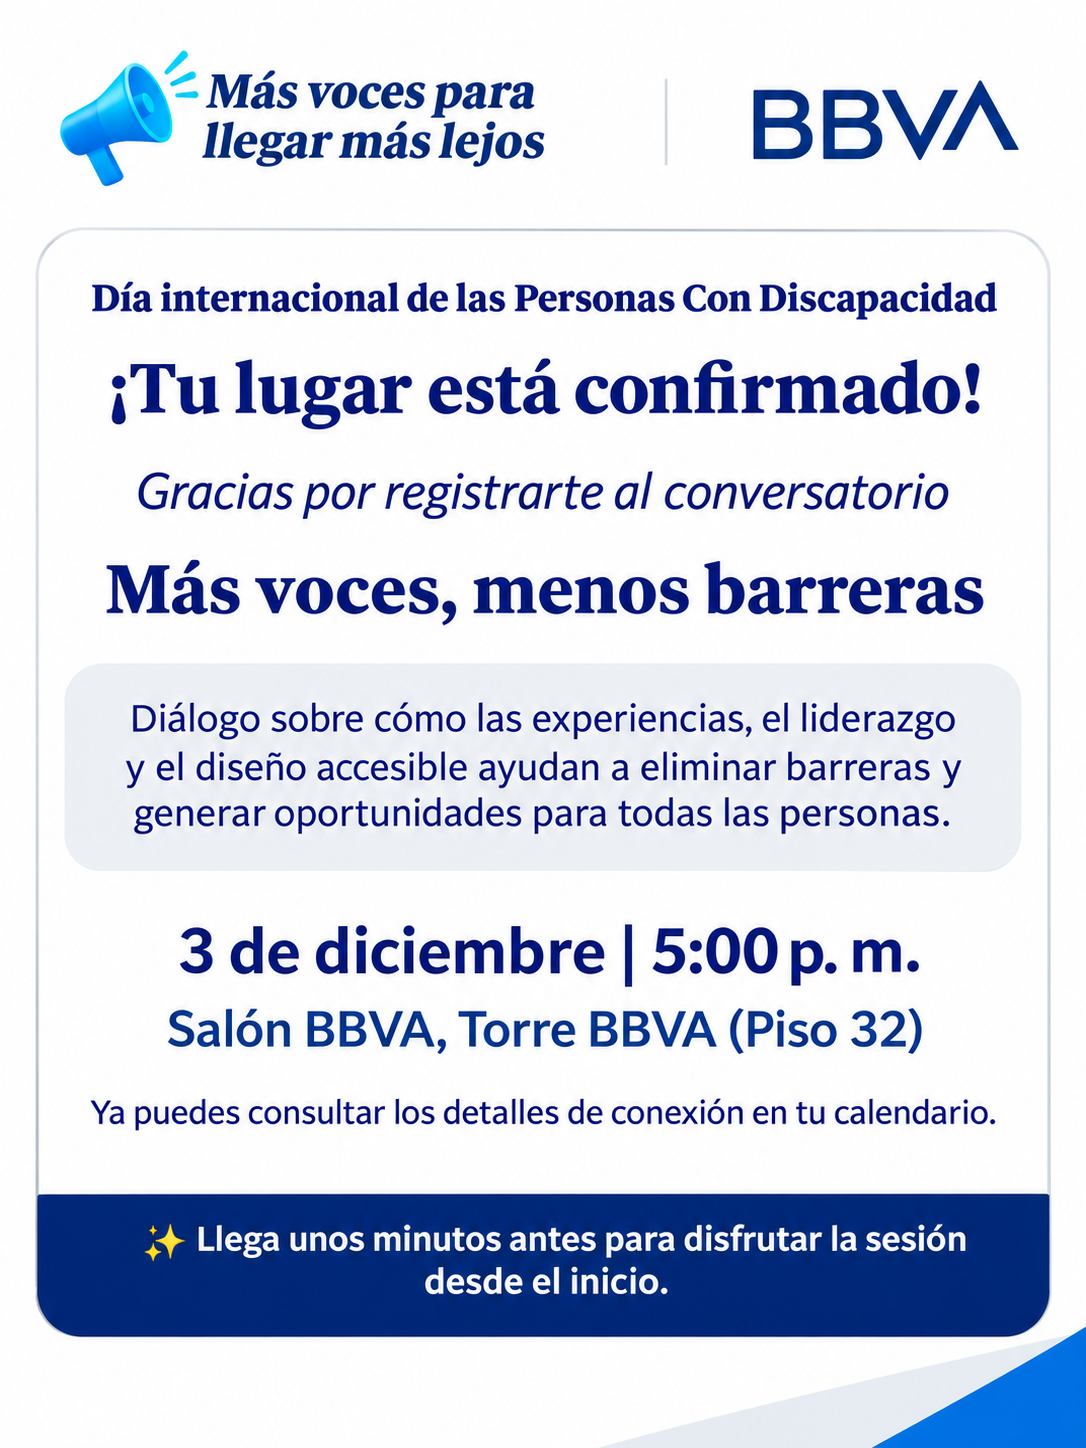 Más voces para
llegar más lejos
BBVA
Día internacional de las Personas Con Discapacidad
¡Tu lugar está confirmado!
Gracias por registrarte al conversatorio
Más voces, menos barreras
Diálogo sobre cómo las experiencias, el liderazgo
y el diseño accesible ayudan a eliminar barreras y
generar oportunidades para todas las personas.
3 de diciembre | 5:00 p. m.
Salón BBVA, Torre BBVA (Piso 32)
Ya puedes consultar los detalles de conexión en tu calendario.
✨ Llega unos minutos antes para disfrutar la sesión
desde el inicio.